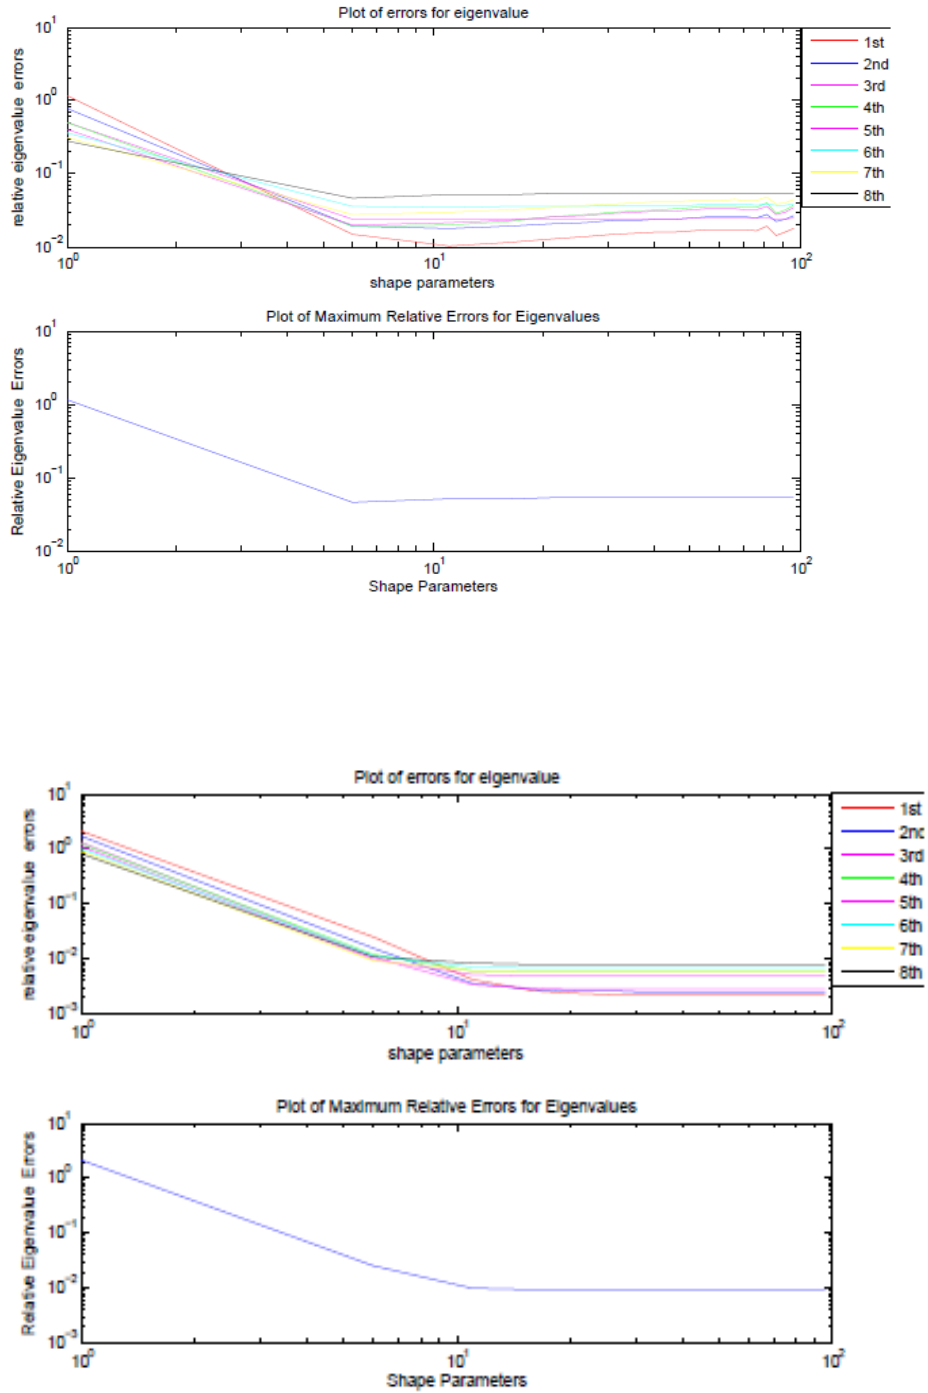 Plot of errors for eigenvalue
relative eigenvalue errors
10^1
10^0
10^-1
10^-2
10^0
10^1
10^2
shape parameters
1st
2nd
3rd
4th
5th
6th
7th
8th
Plot of Maximum Relative Errors for Eigenvalues
Relative Eigenvalue Errors
10^1
10^0
10^-1
10^-2
10^0
10^1
10^2
Shape Parameters
Plot of errors for eigenvalue
relative eigenvalue errors
10^1
10^0
10^-1
10^-2
10^-3
10^0
10^1
10^2
shape parameters
1st
2nd
3rd
4th
5th
6th
7th
8th
Plot of Maximum Relative Errors for Eigenvalues
Relative Eigenvalue Errors
10^1
10^0
10^-1
10^-2
10^-3
10^0
10^1
10^2
Shape Parameters